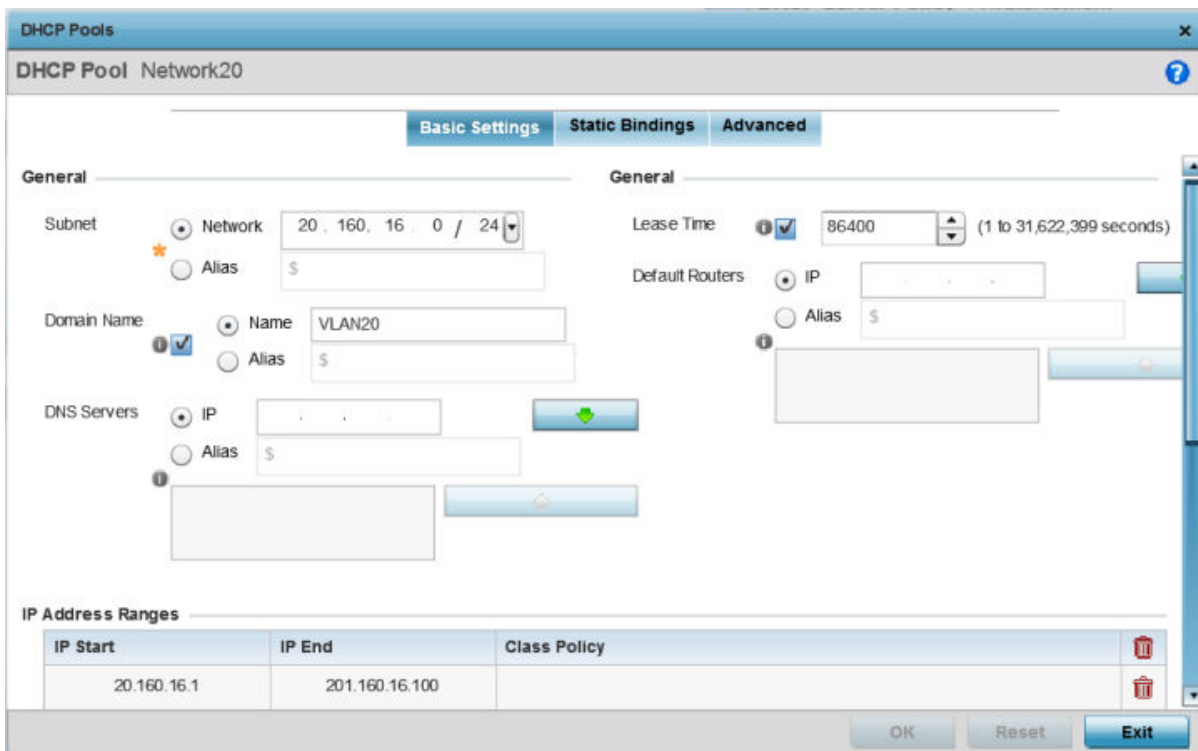 DHCP Pools
DHCP Pool Network20
Basic Settings Static Bindings Advanced
General
Subnet
Network 20 . 160 . 16 . 0 / 24
Alias $
Domain Name
Name VLAN20
Alias $
DNS Servers
IP . . .
Alias $
General
Lease Time 86400 (1 to 31,622,399 seconds)
Default Routers
IP . . .
Alias $
IP Address Ranges
IP Start IP End Class Policy
20.160.16.1 201.160.16.100
OK Reset Exit